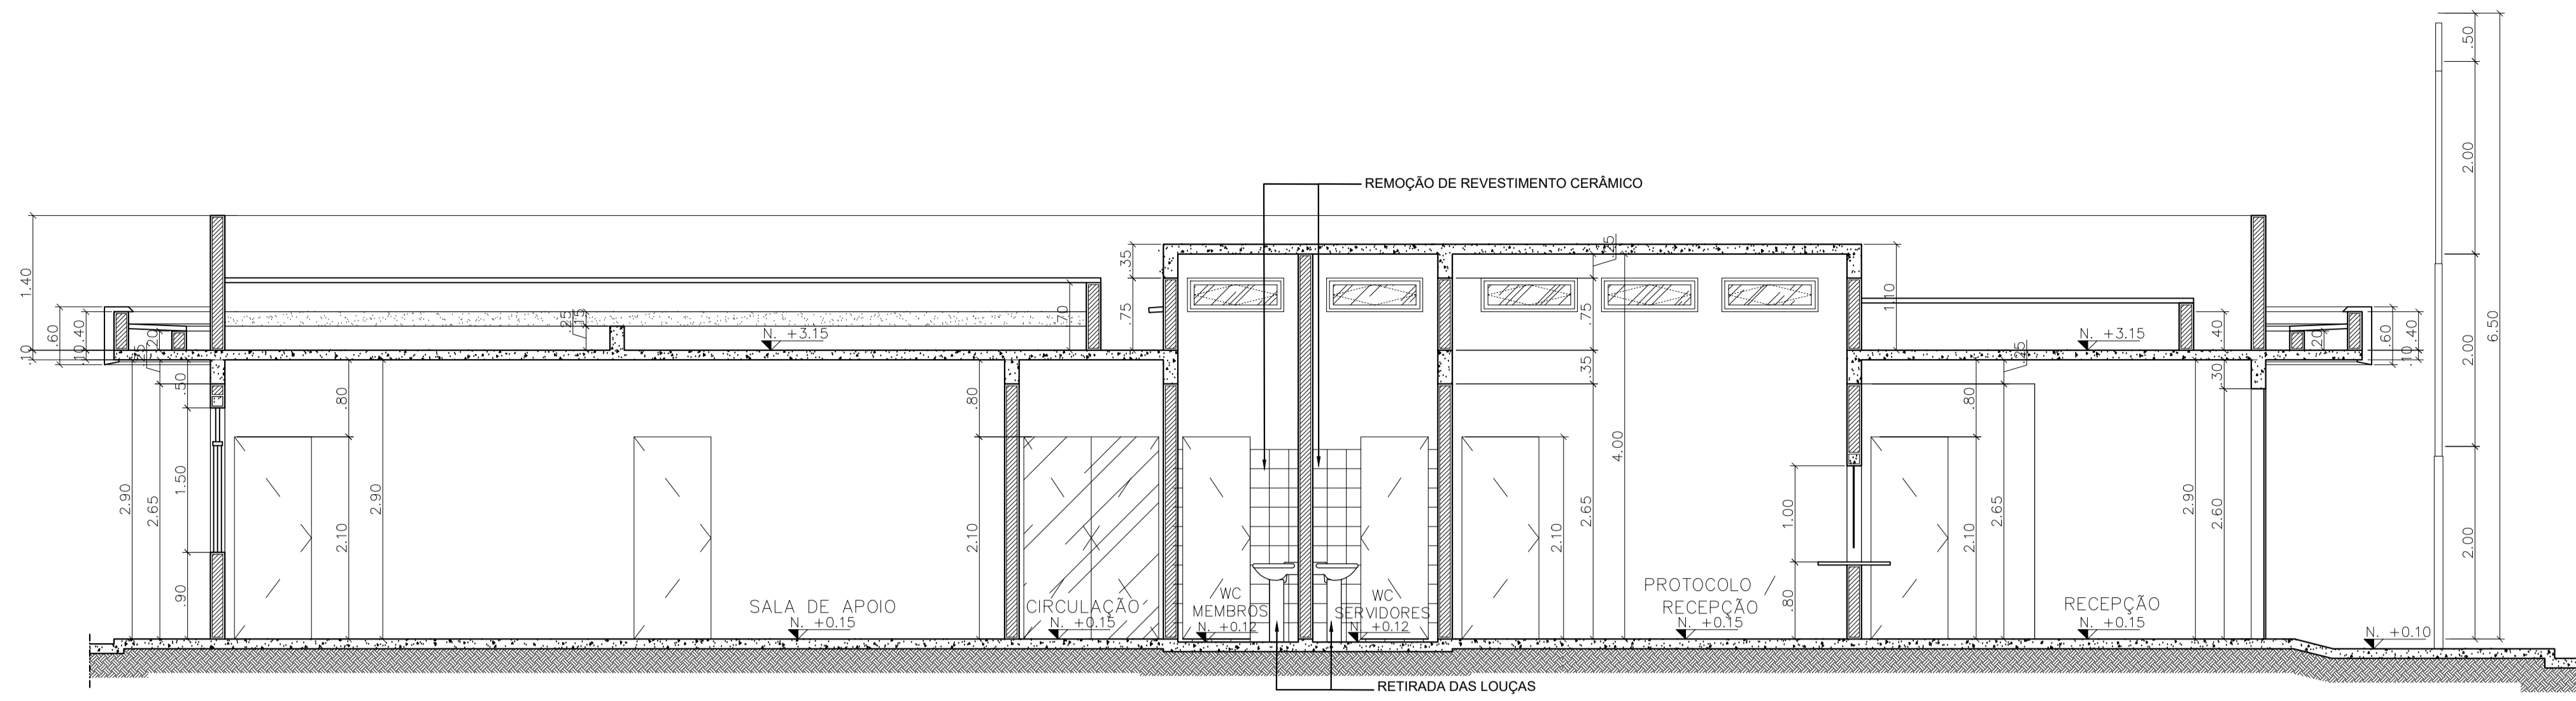 .50
2.00
6.50
REMOÇÃO DE REVESTIMENTO CERÂMICO
1.40
.35
.25
.75
1.10
.75
.60
.40
.10
.20
.25
.15
.70
N. +3.15
N. +3.15
.40
.20
.60
.40
.10
2.00
.50
.80
.80
.35
.80
.25
.30
2.90
2.65
1.50
2.10
2.90
2.10
4.00
2.65
2.10
1.00
2.10
2.65
2.90
2.60
2.00
.90
.80
SALA DE APOIO
N. +0.15
CIRCULAÇÃO
N. +0.15
WC
MEMBROS
N. +0.12
WC
SERVIDORES
N. +0.12
PROTOCOLO /
RECEPÇÃO
N. +0.15
RECEPÇÃO
N. +0.15
N. +0.10
RETIRADA DAS LOUÇAS